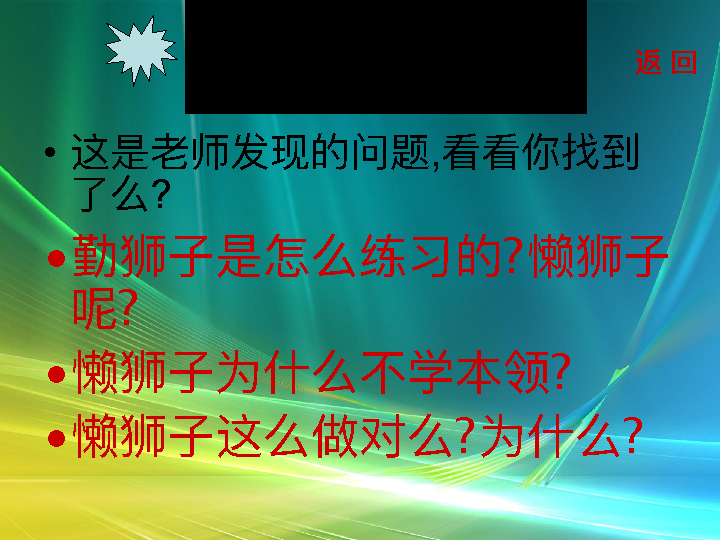 返 回
• 这是老师发现的问题,看看你找到
了么?
•勤狮子是怎么练习的?懒狮子
呢?
•懒狮子为什么不学本领?
•懒狮子这么做对么?为什么?